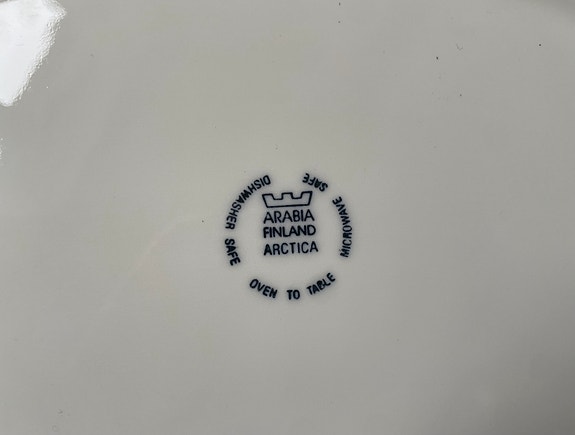 ARABIA
FINLAND
ARCTICA
DISHWASHER SAFE
OVEN TO TABLE
MICROWAVE SAFE